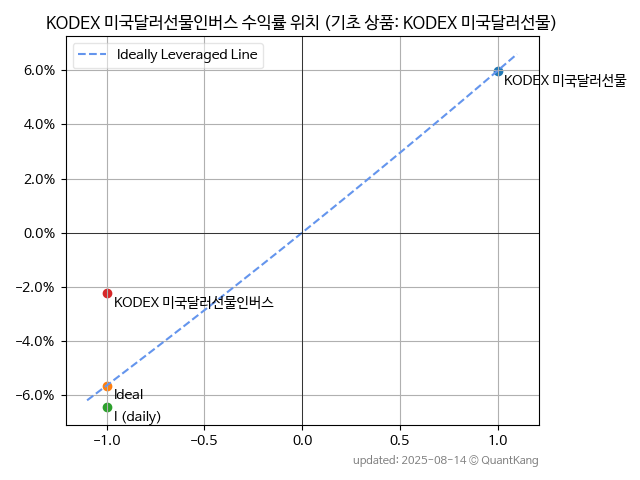 KODEX 미국달러선물인버스 수익률 위치 (기초 상품: KODEX 미국달러선물)
Ideally Leveraged Line
6.0%
KODEX 미국달러선물
4.0%
2.0%
0.0%
−2.0%
KODEX 미국달러선물인버스
−4.0%
−6.0%
Ideal
I (daily)
−1.0 −0.5 0.0 0.5 1.0
updated: 2025-08-14 © QuantKang